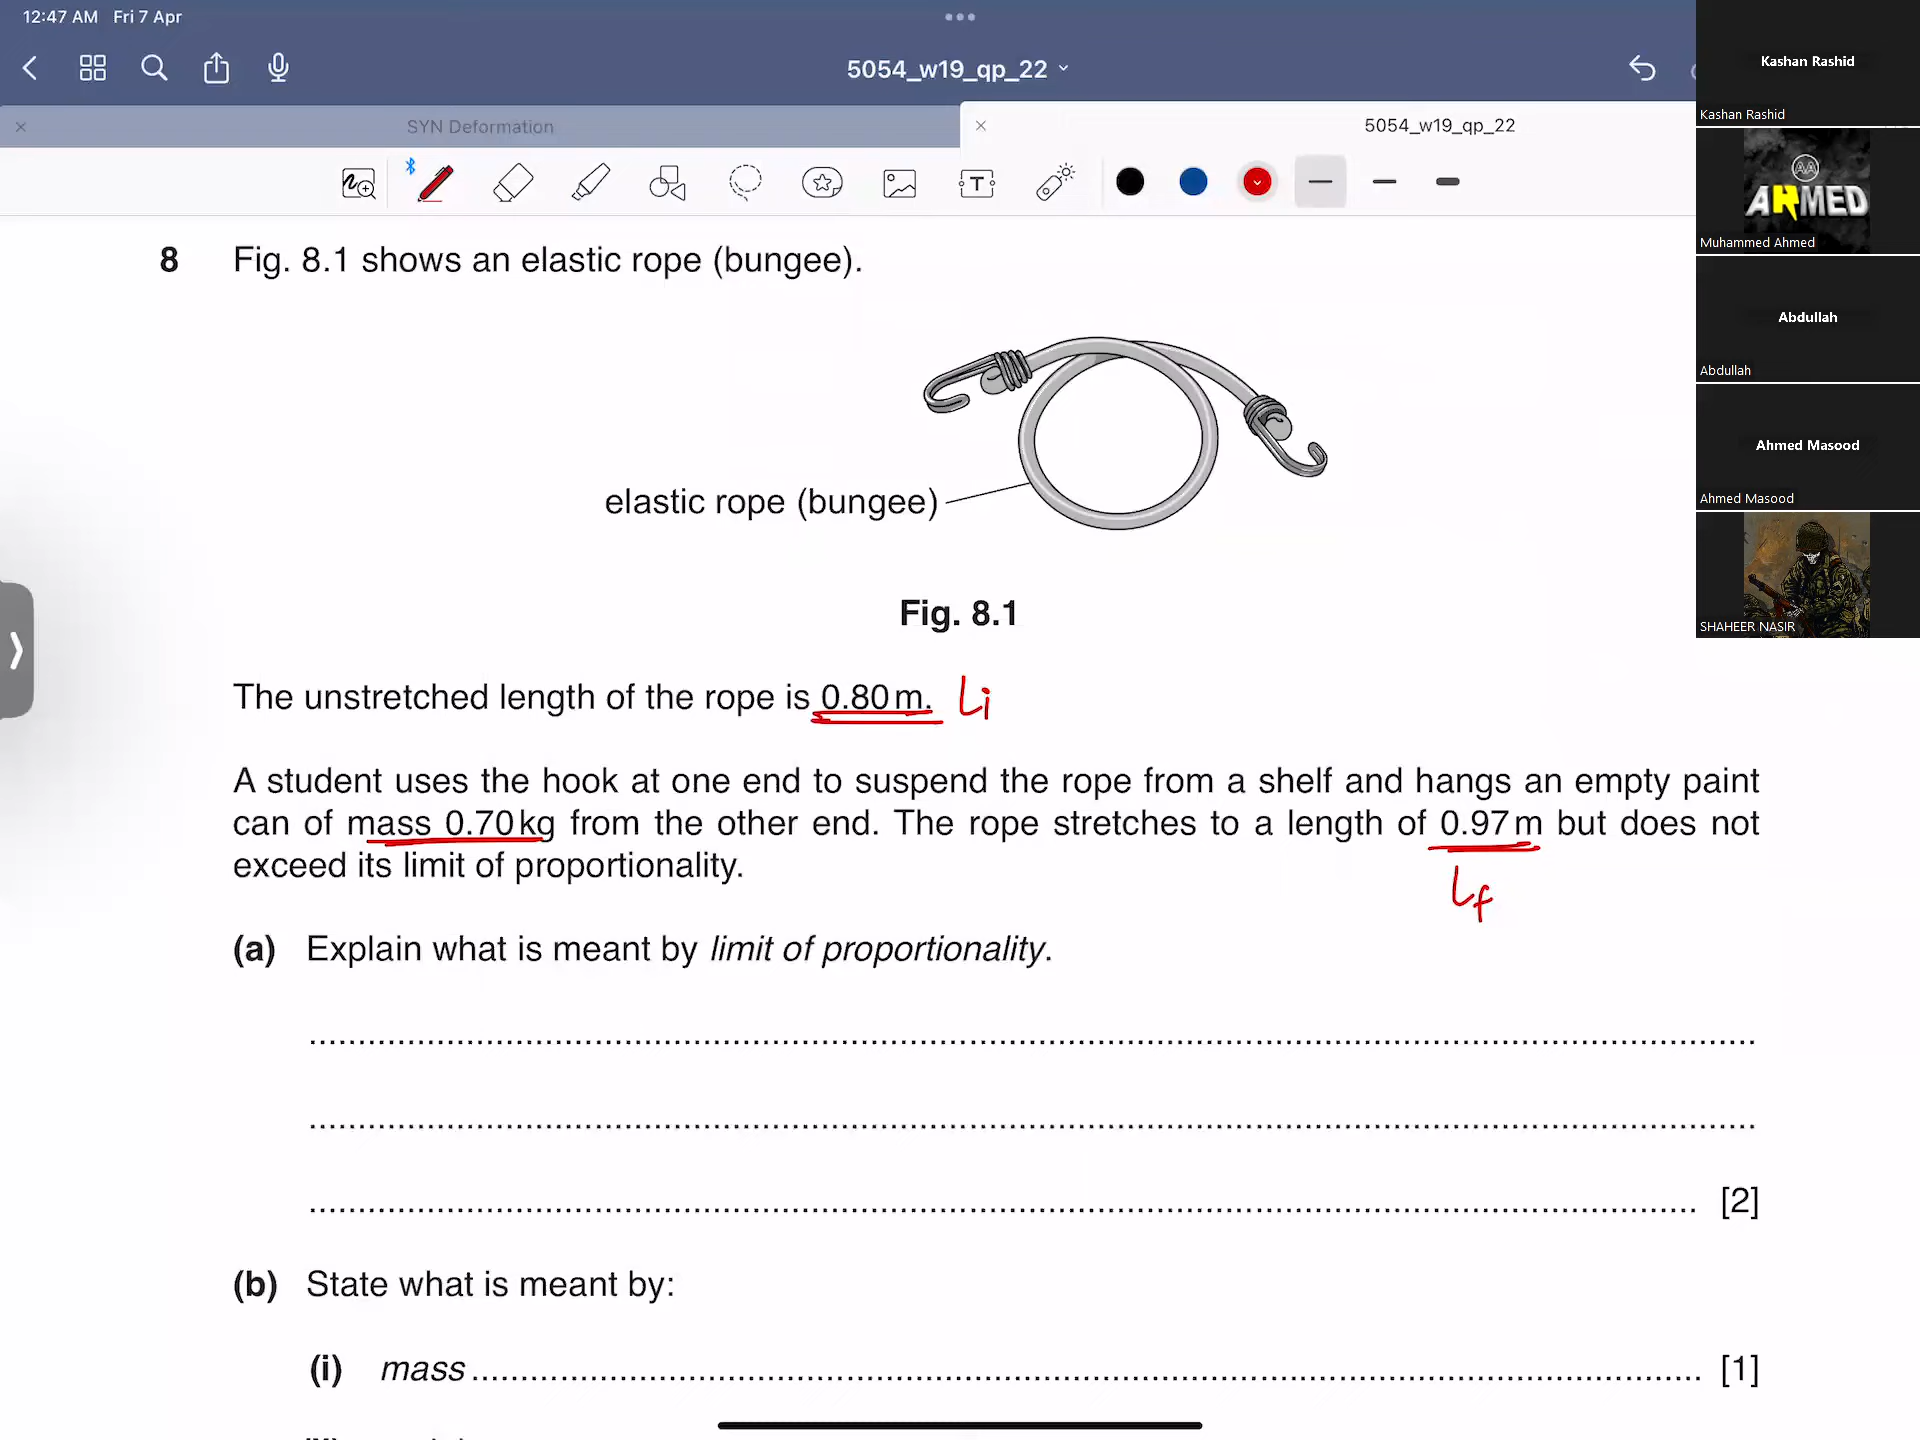 12:47 AM Fri 7 Apr
5054_w19_qp_22
SYN Deformation
5054_w19_qp_22
T
Kashan Rashid
Kashan Rashid
AA
AHMED
Muhammed Ahmed
Abdullah
Abdullah
Ahmed Masood
Ahmed Masood
SHAHEER NASIR
8 Fig. 8.1 shows an elastic rope (bungee).
elastic rope (bungee)
Fig. 8.1
The unstretched length of the rope is 0.80 m. Li
A student uses the hook at one end to suspend the rope from a shelf and hangs an empty paint
can of mass 0.70 kg from the other end. The rope stretches to a length of 0.97 m but does not
exceed its limit of proportionality.
Lf
(a) Explain what is meant by limit of proportionality.
[2]
(b) State what is meant by:
(i) mass [1]